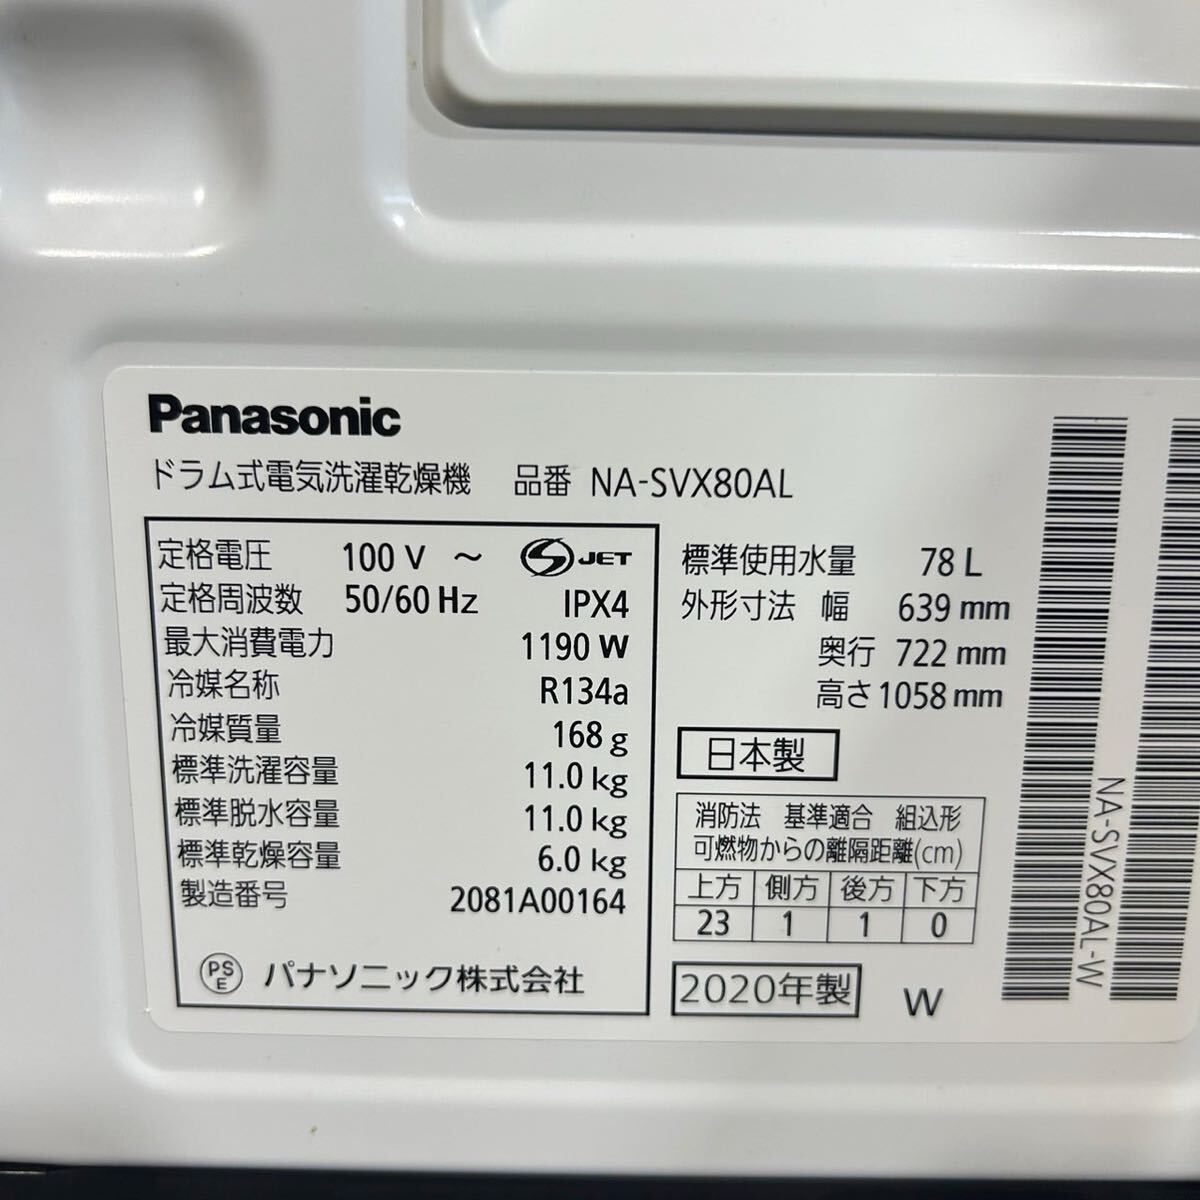 Panasonic
ドラム式電気洗濯乾燥機 品番 NA-SVX80AL
定格電圧 100 V ～ S JET
定格周波数 50/60 Hz IPX4
最大消費電力 1190 W
冷媒名称 R134a
冷媒質量 168 g
標準洗濯容量 11.0 kg
標準脱水容量 11.0 kg
標準乾燥容量 6.0 kg
製造番号 2081A00164
PS E パナソニック株式会社
標準使用水量 78 L
外形寸法 幅 639 mm
奥行 722 mm
高さ 1058 mm
日本製
消防法 基準適合 組込形
可燃物からの離隔距離(cm)
上方 側方 後方 下方
23 1 1 0
2020年製 W
NA-SVX80AL-W